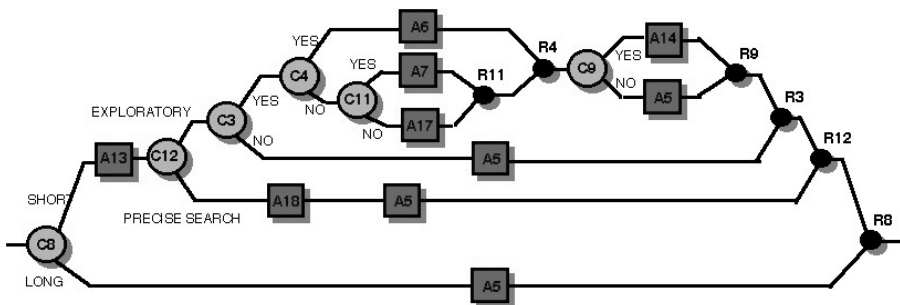 A6
R4
A14
R9
YES
YES
C4
C9
YES
A7
R11
NO
A5
C11
NO
A17
NO
R3
EXPLORATORY
YES
C3
NO
A5
R12
A13
C12
SHORT
PRECISE SEARCH
A18
A5
R8
C8
LONG
A5